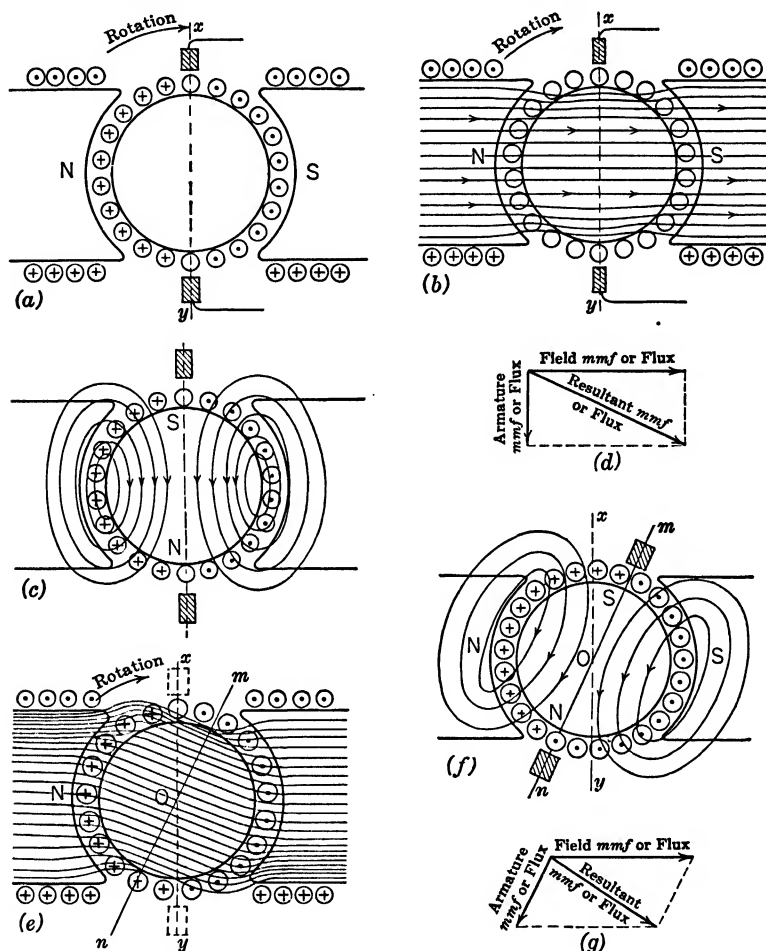 x
Rotation
N
S
y
(a)
x
Rotation
N
S
y
(b)
S
N
(c)
Field mmf or Flux
Armature
mmf or Flux
Resultant mmf
or Flux
(d)
x
Rotation
m
N
O
S
n
y
(e)
x
m
S
N
O
S
N
n
y
(f)
Field mmf or Flux
Armature
mmf or Flux
Resultant
mmf or Flux
(g)